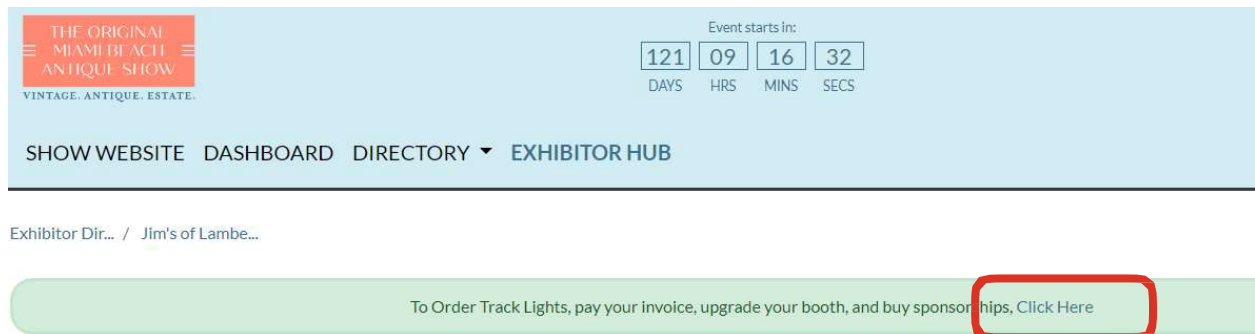 THE ORIGINAL
MIAMI BEACH
ANTIQUE SHOW
VINTAGE. ANTIQUE. ESTATE.
Event starts in:
121 09 16 32
DAYS HRS MINS SECS
SHOW WEBSITE DASHBOARD DIRECTORY EXHIBITOR HUB
Exhibitor Dir... / Jim's of Lambe...
To Order Track Lights, pay your invoice, upgrade your booth, and buy sponsorships, Click Here